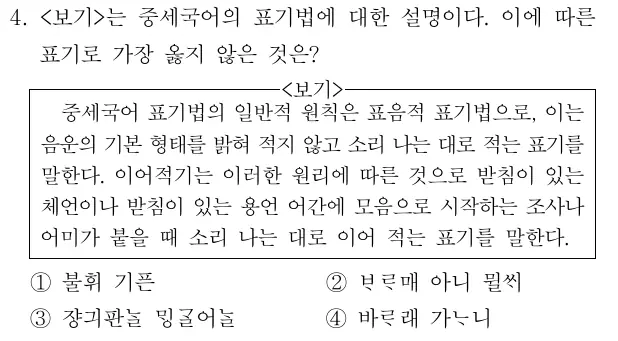 4. <보기>는 중세국어의 표기법에 대한 설명이다. 이에 따른
표기로 가장 옳지 않은 것은?
<보기>
중세국어 표기법의 일반적 원칙은 표음적 표기법으로, 이는
음운의 기본 형태를 밝혀 적지 않고 소리 나는 대로 적는 표기를
말한다. 이어적기는 이러한 원리에 따른 것으로 받침이 있는
체언이나 받침이 있는 용언 어간에 모음으로 시작하는 조사나
어미가 붙을 때 소리 나는 대로 이어 적는 표기를 말한다.
① 불휘 기픈 ② ᄇᆞᄅᆞ매 아니 뮐씨
③ 쟝긔판ᄂᆞᆯ ᄆᆡᇰᄀᆞᆯ어ᄂᆞᆯ ④ 바ᄅᆞ래 가ᄂᆞ니